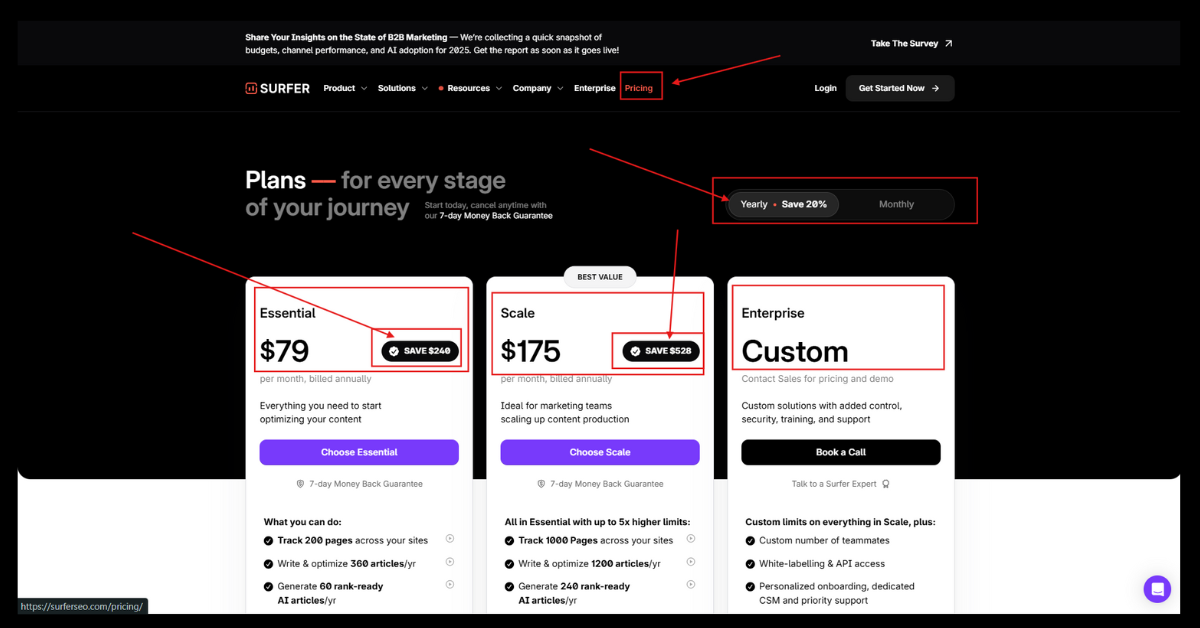 Share Your Insights on the State of B2B Marketing — We're collecting a quick snapshot of
budgets, channel performance, and AI adoption for 2025. Get the report as soon as it goes live!
Take The Survey
SURFER
Product
Solutions
Resources
Company
Enterprise
Pricing
Login
Get Started Now
Plans — for every stage
of your journey
Start today, cancel anytime with
our 7-day Money Back Guarantee
Yearly • Save 20%
Monthly
Essential
$79
SAVE $240
per month, billed annually
Everything you need to start
optimizing your content
Choose Essential
7-day Money Back Guarantee
What you can do:
Track 200 pages across your sites
Write & optimize 360 articles/yr
Generate 60 rank-ready
AI articles/yr
BEST VALUE
Scale
$175
SAVE $528
per month, billed annually
Ideal for marketing teams
scaling up content production
Choose Scale
7-day Money Back Guarantee
All in Essential with up to 5x higher limits:
Track 1000 Pages across your sites
Write & optimize 1200 articles/yr
Generate 240 rank-ready
AI articles/yr
Enterprise
Custom
Contact Sales for pricing and demo
Custom solutions with added control,
security, training, and support
Book a Call
Talk to a Surfer Expert
Custom limits on everything in Scale, plus:
Custom number of teammates
White-labelling & API access
Personalized onboarding, dedicated
CSM and priority support
https://surferseo.com/pricing/